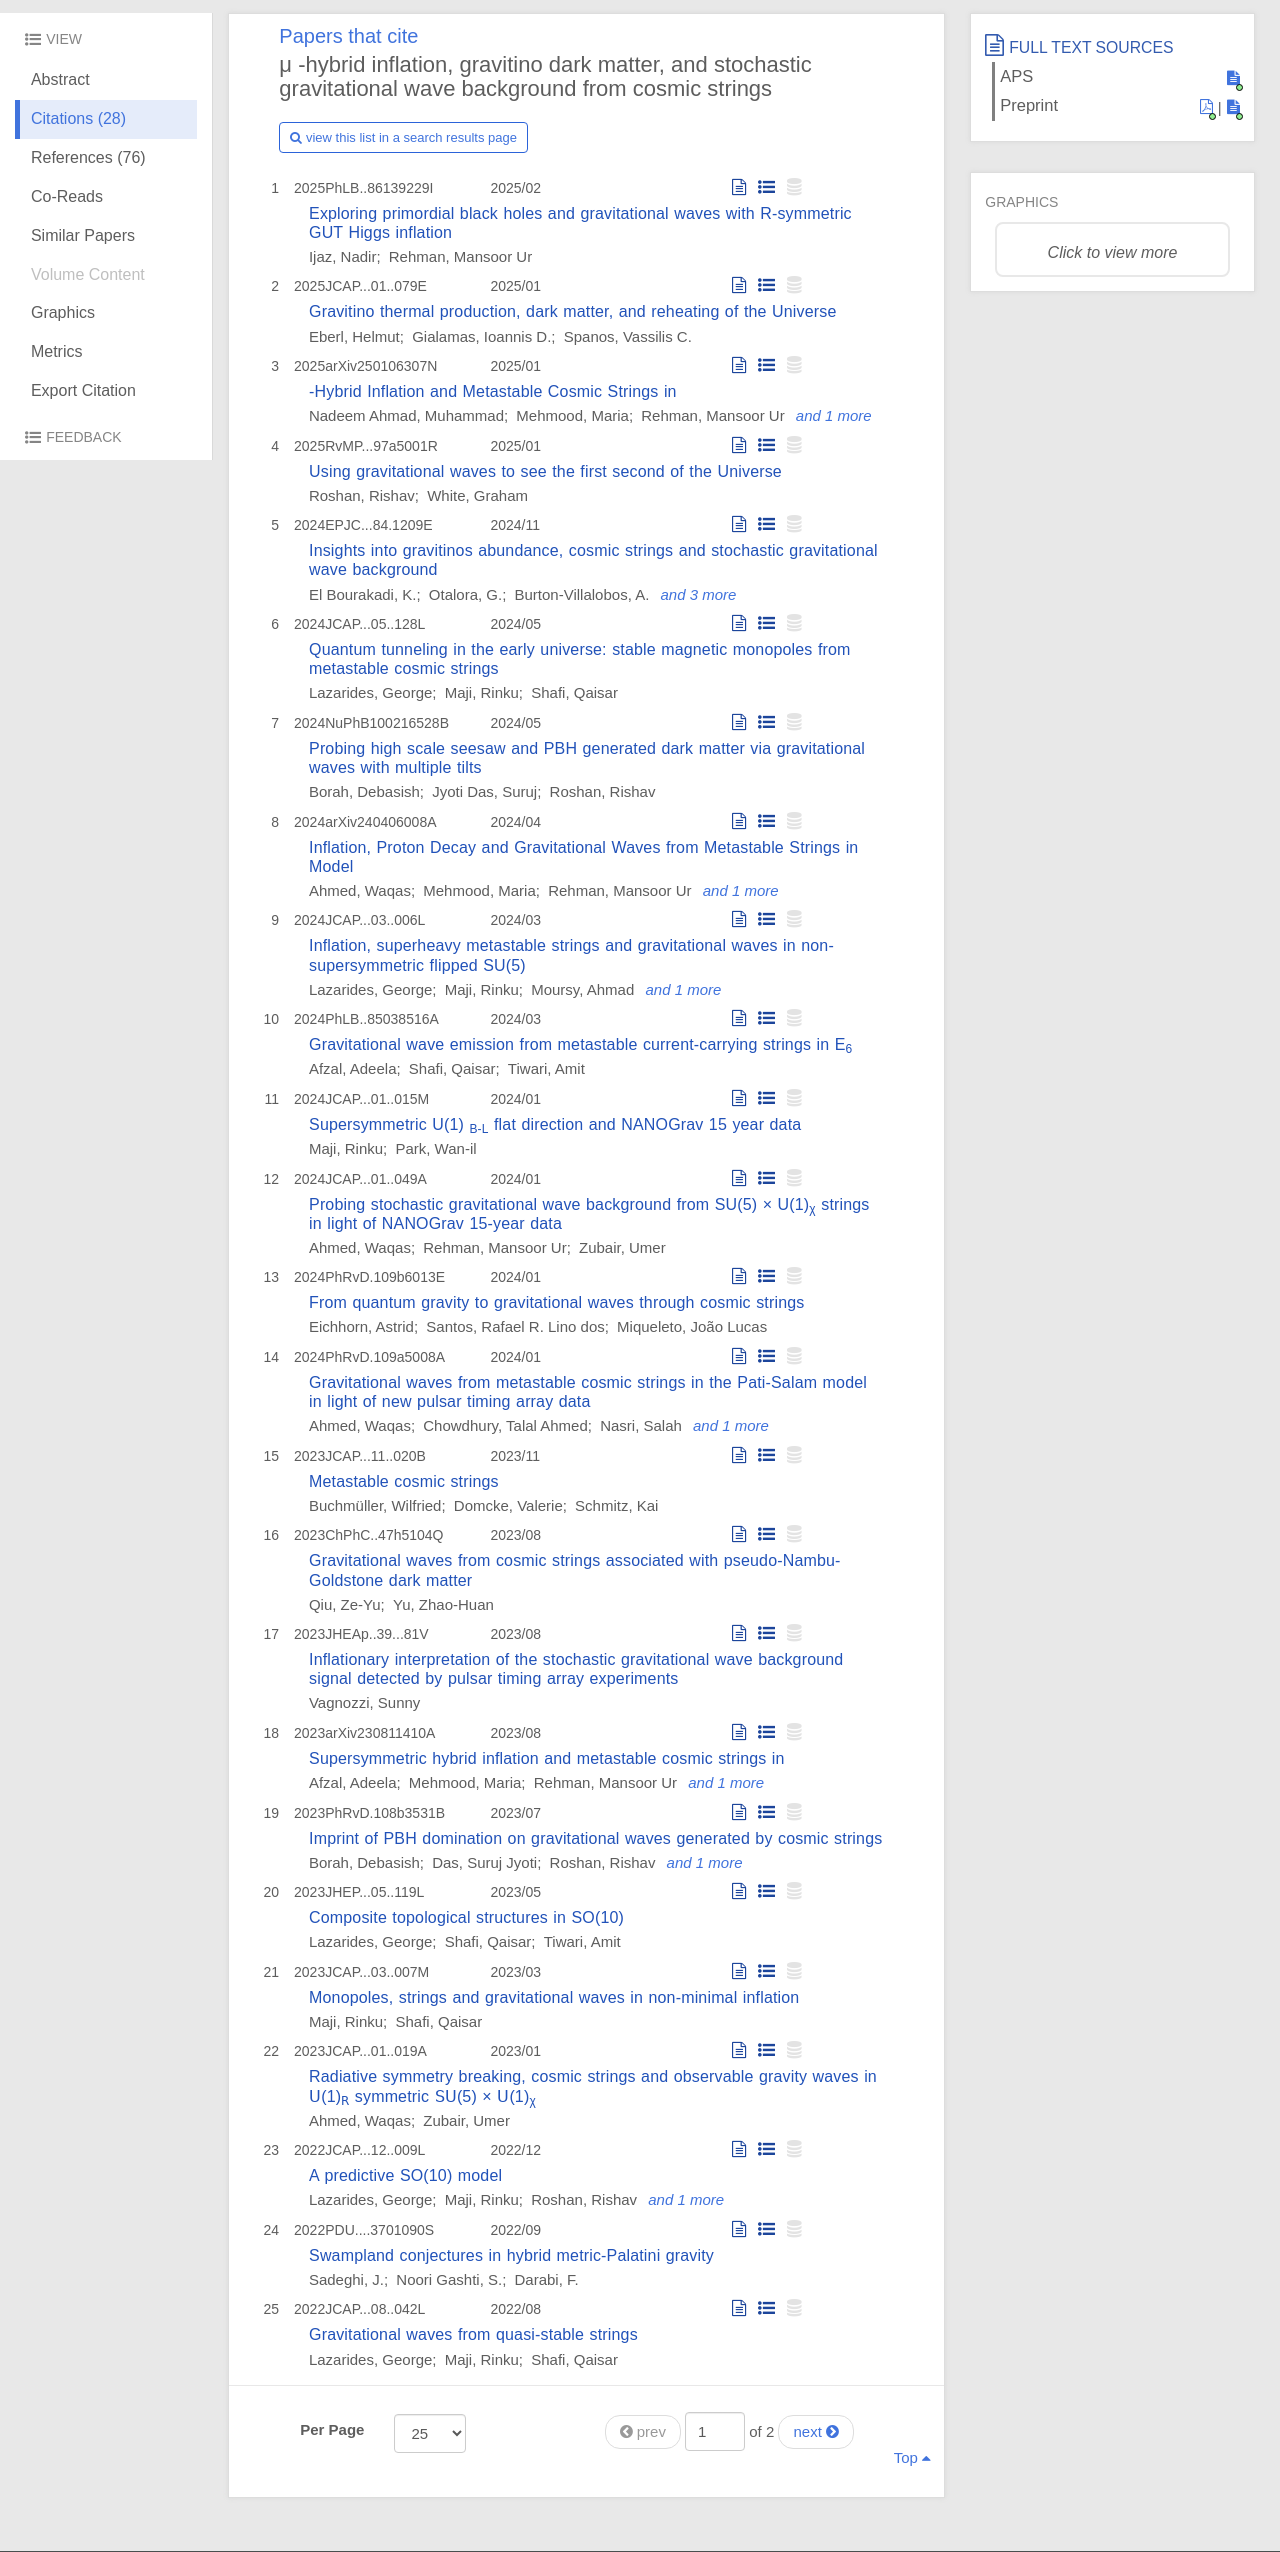 VIEW
Abstract
Citations (28)
References (76)
Co-Reads
Similar Papers
Volume Content
Graphics
Metrics
Export Citation
FEEDBACK
Papers that cite
μ -hybrid inflation, gravitino dark matter, and stochastic
gravitational wave background from cosmic strings
view this list in a search results page
1 2025PhLB..86139229I 2025/02
Exploring primordial black holes and gravitational waves with R-symmetric
GUT Higgs inflation
Ijaz, Nadir; Rehman, Mansoor Ur
2 2025JCAP...01..079E 2025/01
Gravitino thermal production, dark matter, and reheating of the Universe
Eberl, Helmut; Gialamas, Ioannis D.; Spanos, Vassilis C.
3 2025arXiv250106307N 2025/01
-Hybrid Inflation and Metastable Cosmic Strings in
Nadeem Ahmad, Muhammad; Mehmood, Maria; Rehman, Mansoor Ur and 1 more
4 2025RvMP...97a5001R 2025/01
Using gravitational waves to see the first second of the Universe
Roshan, Rishav; White, Graham
5 2024EPJC...84.1209E 2024/11
Insights into gravitinos abundance, cosmic strings and stochastic gravitational
wave background
El Bourakadi, K.; Otalora, G.; Burton-Villalobos, A. and 3 more
6 2024JCAP...05..128L 2024/05
Quantum tunneling in the early universe: stable magnetic monopoles from
metastable cosmic strings
Lazarides, George; Maji, Rinku; Shafi, Qaisar
7 2024NuPhB100216528B 2024/05
Probing high scale seesaw and PBH generated dark matter via gravitational
waves with multiple tilts
Borah, Debasish; Jyoti Das, Suruj; Roshan, Rishav
8 2024arXiv240406008A 2024/04
Inflation, Proton Decay and Gravitational Waves from Metastable Strings in
Model
Ahmed, Waqas; Mehmood, Maria; Rehman, Mansoor Ur and 1 more
9 2024JCAP...03..006L 2024/03
Inflation, superheavy metastable strings and gravitational waves in non-
supersymmetric flipped SU(5)
Lazarides, George; Maji, Rinku; Moursy, Ahmad and 1 more
10 2024PhLB..85038516A 2024/03
Gravitational wave emission from metastable current-carrying strings in E6
Afzal, Adeela; Shafi, Qaisar; Tiwari, Amit
11 2024JCAP...01..015M 2024/01
Supersymmetric U(1) B-L flat direction and NANOGrav 15 year data
Maji, Rinku; Park, Wan-il
12 2024JCAP...01..049A 2024/01
Probing stochastic gravitational wave background from SU(5) × U(1)χ strings
in light of NANOGrav 15-year data
Ahmed, Waqas; Rehman, Mansoor Ur; Zubair, Umer
13 2024PhRvD.109b6013E 2024/01
From quantum gravity to gravitational waves through cosmic strings
Eichhorn, Astrid; Santos, Rafael R. Lino dos; Miqueleto, João Lucas
14 2024PhRvD.109a5008A 2024/01
Gravitational waves from metastable cosmic strings in the Pati-Salam model
in light of new pulsar timing array data
Ahmed, Waqas; Chowdhury, Talal Ahmed; Nasri, Salah and 1 more
15 2023JCAP...11..020B 2023/11
Metastable cosmic strings
Buchmüller, Wilfried; Domcke, Valerie; Schmitz, Kai
16 2023ChPhC..47h5104Q 2023/08
Gravitational waves from cosmic strings associated with pseudo-Nambu-
Goldstone dark matter
Qiu, Ze-Yu; Yu, Zhao-Huan
17 2023JHEAp..39...81V 2023/08
Inflationary interpretation of the stochastic gravitational wave background
signal detected by pulsar timing array experiments
Vagnozzi, Sunny
18 2023arXiv230811410A 2023/08
Supersymmetric hybrid inflation and metastable cosmic strings in
Afzal, Adeela; Mehmood, Maria; Rehman, Mansoor Ur and 1 more
19 2023PhRvD.108b3531B 2023/07
Imprint of PBH domination on gravitational waves generated by cosmic strings
Borah, Debasish; Das, Suruj Jyoti; Roshan, Rishav and 1 more
20 2023JHEP...05..119L 2023/05
Composite topological structures in SO(10)
Lazarides, George; Shafi, Qaisar; Tiwari, Amit
21 2023JCAP...03..007M 2023/03
Monopoles, strings and gravitational waves in non-minimal inflation
Maji, Rinku; Shafi, Qaisar
22 2023JCAP...01..019A 2023/01
Radiative symmetry breaking, cosmic strings and observable gravity waves in
U(1)R symmetric SU(5) × U(1)χ
Ahmed, Waqas; Zubair, Umer
23 2022JCAP...12..009L 2022/12
A predictive SO(10) model
Lazarides, George; Maji, Rinku; Roshan, Rishav and 1 more
24 2022PDU....3701090S 2022/09
Swampland conjectures in hybrid metric-Palatini gravity
Sadeghi, J.; Noori Gashti, S.; Darabi, F.
25 2022JCAP...08..042L 2022/08
Gravitational waves from quasi-stable strings
Lazarides, George; Maji, Rinku; Shafi, Qaisar
Per Page 25 prev 1 of 2 next
Top
FULL TEXT SOURCES
APS
Preprint |
GRAPHICS
Click to view more